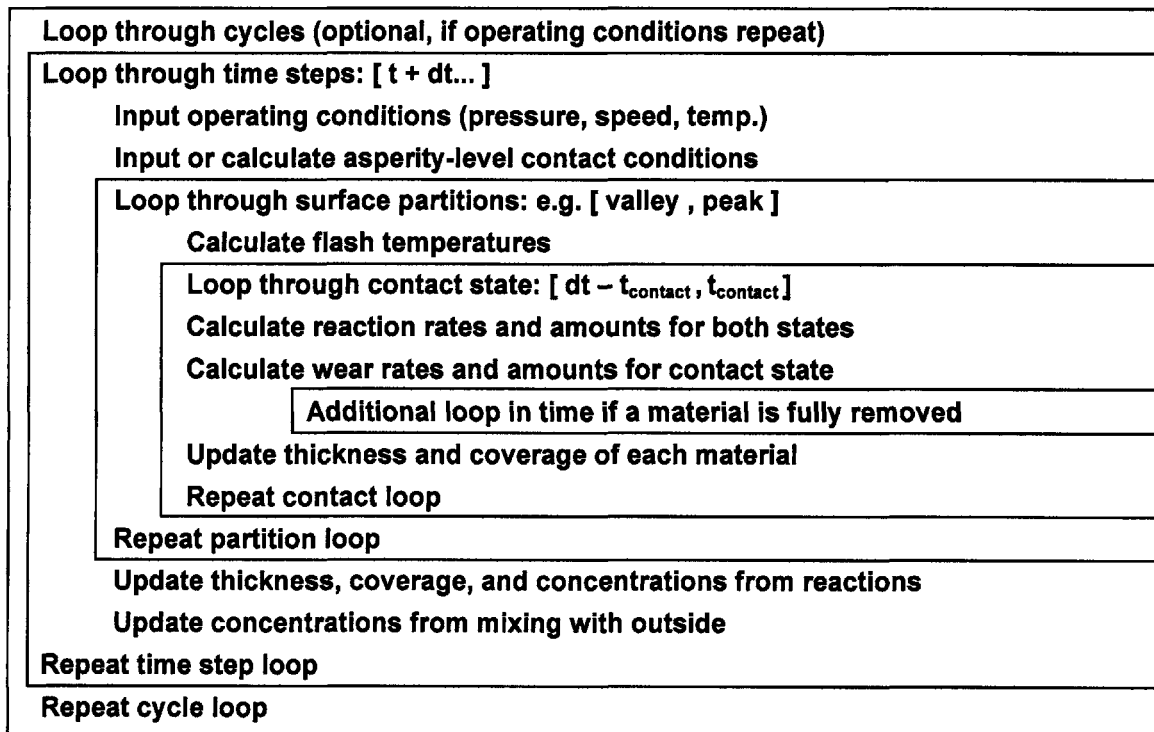 Loop through cycles (optional, if operating conditions repeat)
Loop through time steps: [ t + dt... ]
Input operating conditions (pressure, speed, temp.)
Input or calculate asperity-level contact conditions
Loop through surface partitions: e.g. [ valley , peak ]
Calculate flash temperatures
Loop through contact state: [ dt – tcontact , tcontact ]
Calculate reaction rates and amounts for both states
Calculate wear rates and amounts for contact state
Additional loop in time if a material is fully removed
Update thickness and coverage of each material
Repeat contact loop
Repeat partition loop
Update thickness, coverage, and concentrations from reactions
Update concentrations from mixing with outside
Repeat time step loop
Repeat cycle loop